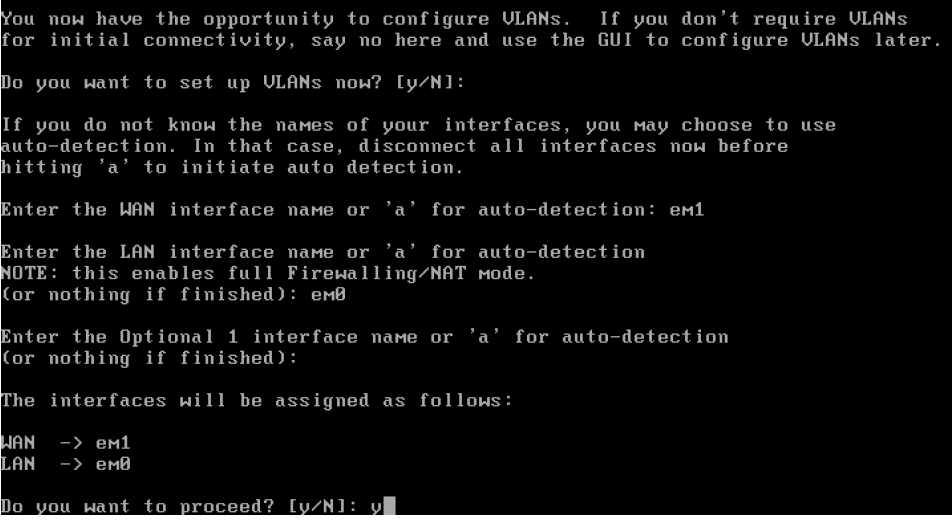 You now have the opportunity to configure VLANs.  If you don't require VLANs
for initial connectivity, say no here and use the GUI to configure VLANs later.
Do you want to set up VLANs now? [y/N]:
If you do not know the names of your interfaces, you may choose to use
auto-detection. In that case, disconnect all interfaces now before
hitting 'a' to initiate auto detection.
Enter the WAN interface name or 'a' for auto-detection: em1
Enter the LAN interface name or 'a' for auto-detection
NOTE: this enables full Firewalling/NAT mode.
(or nothing if finished): em0
Enter the Optional 1 interface name or 'a' for auto-detection
(or nothing if finished):
The interfaces will be assigned as follows:
WAN  -> em1
LAN  -> em0
Do you want to proceed? [y/N]: y